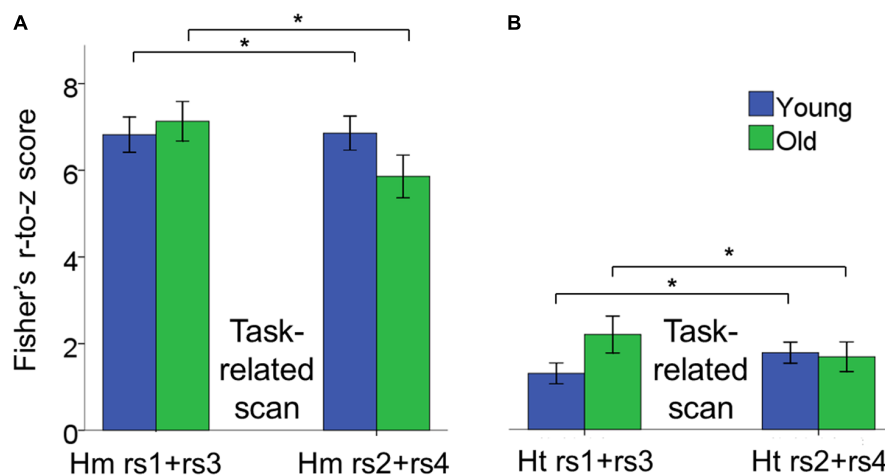 A
B
*
*
Fisher's r-to-z score
8
6
4
2
0
Young
Old
*
*
Task-
related
scan
Task-
related
scan
Hm rs1+rs3
Hm rs2+rs4
Ht rs1+rs3
Ht rs2+rs4